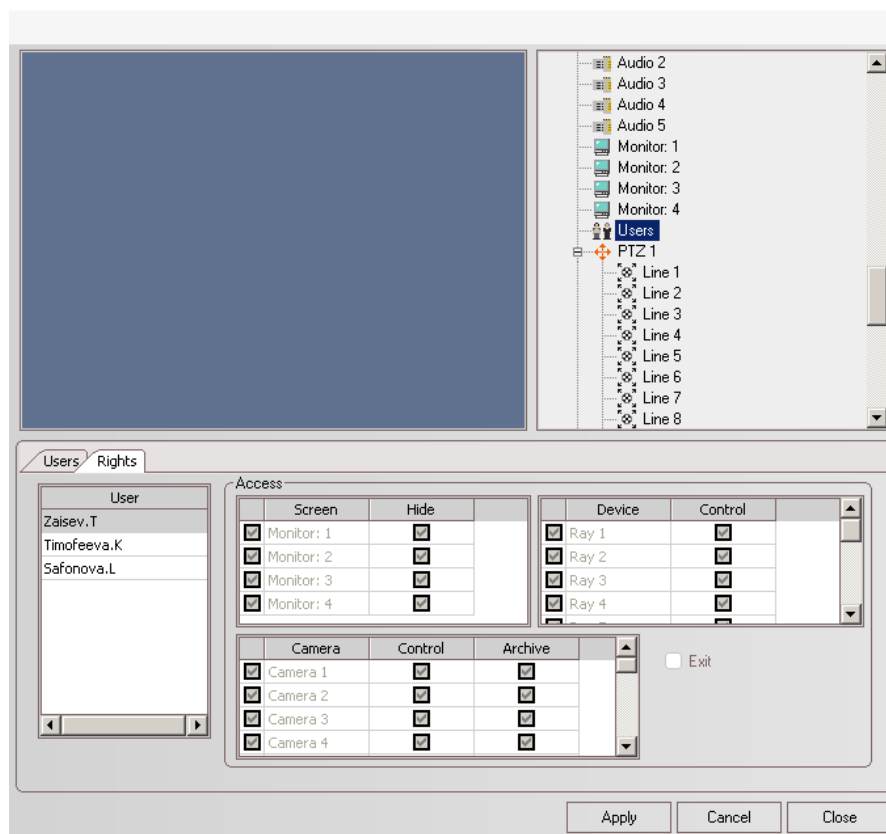 Audio 2
Audio 3
Audio 4
Audio 5
Monitor: 1
Monitor: 2
Monitor: 3
Monitor: 4
Users
PTZ 1
Line 1
Line 2
Line 3
Line 4
Line 5
Line 6
Line 7
Line 8
Users Rights
User
Zaisev.T
Timofeeva.K
Safonova.L
Access
Screen Hide
Monitor: 1
Monitor: 2
Monitor: 3
Monitor: 4
Device Control
Ray 1
Ray 2
Ray 3
Ray 4
Camera Control Archive
Camera 1
Camera 2
Camera 3
Camera 4
Exit
Apply Cancel Close